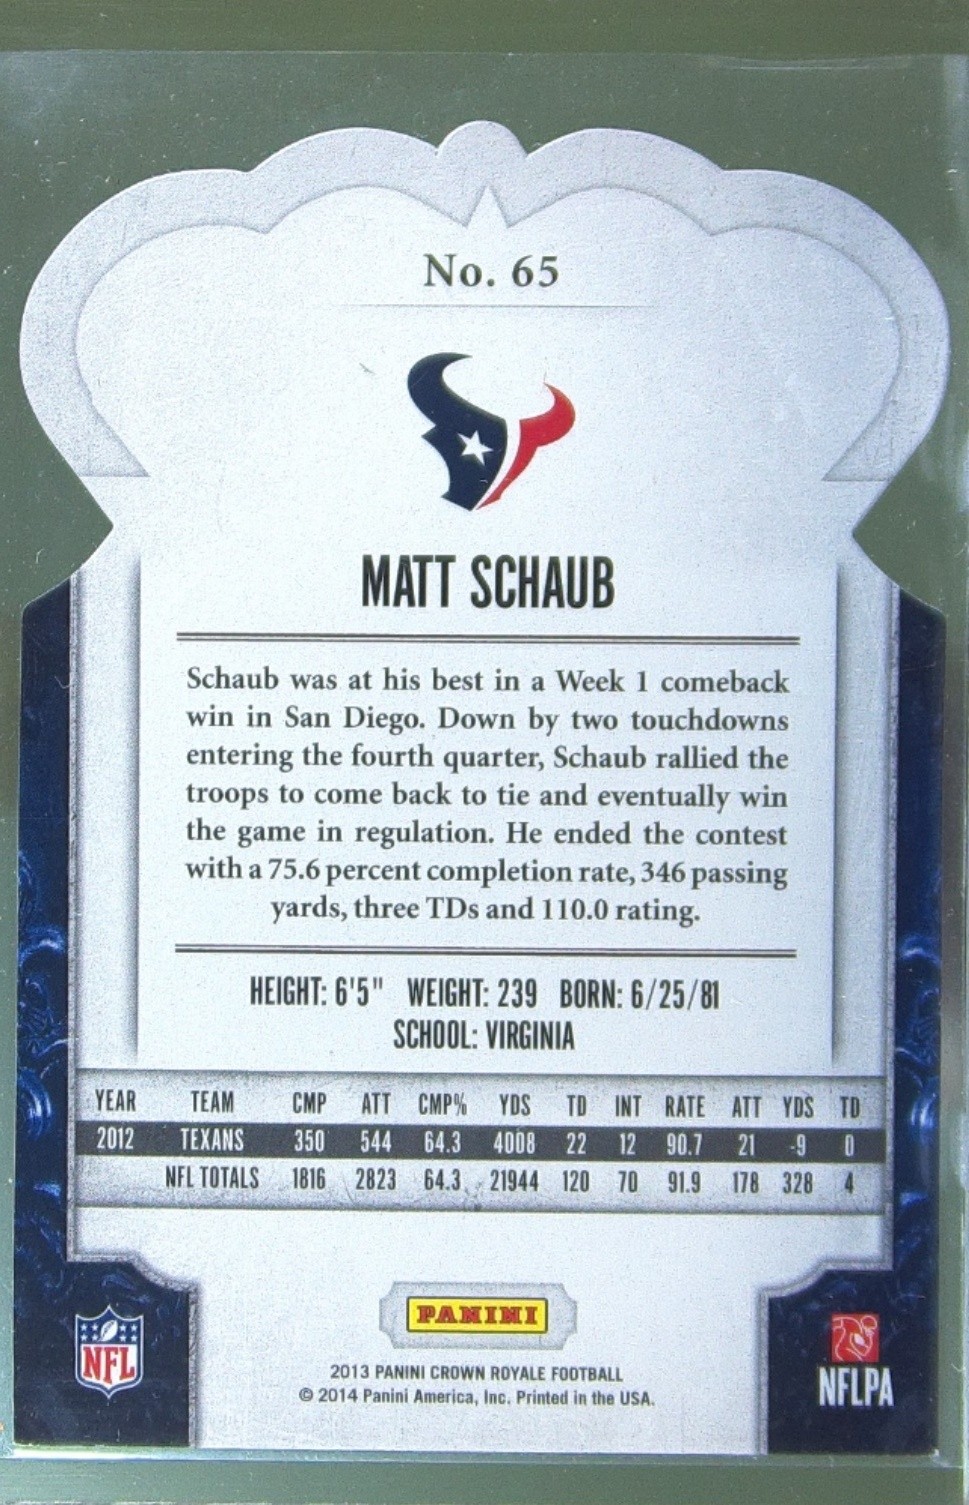 No. 65
MATT SCHAUB
Schaub was at his best in a Week 1 comeback
win in San Diego. Down by two touchdowns
entering the fourth quarter, Schaub rallied the
troops to come back to tie and eventually win
the game in regulation. He ended the contest
with a 75.6 percent completion rate, 346 passing
yards, three TDs and 110.0 rating.
HEIGHT: 6'5" WEIGHT: 239 BORN: 6/25/81
SCHOOL: VIRGINIA
YEAR TEAM CMP ATT CMP% YDS TD INT RATE ATT YDS TD
2012 TEXANS 350 544 64.3 4008 22 12 90.7 21 -9 0
NFL TOTALS 1816 2823 64.3 21944 120 70 91.9 178 328 4
PANINI
NFL
NFLPA
2013 PANINI CROWN ROYALE FOOTBALL
© 2014 Panini America, Inc. Printed in the USA.